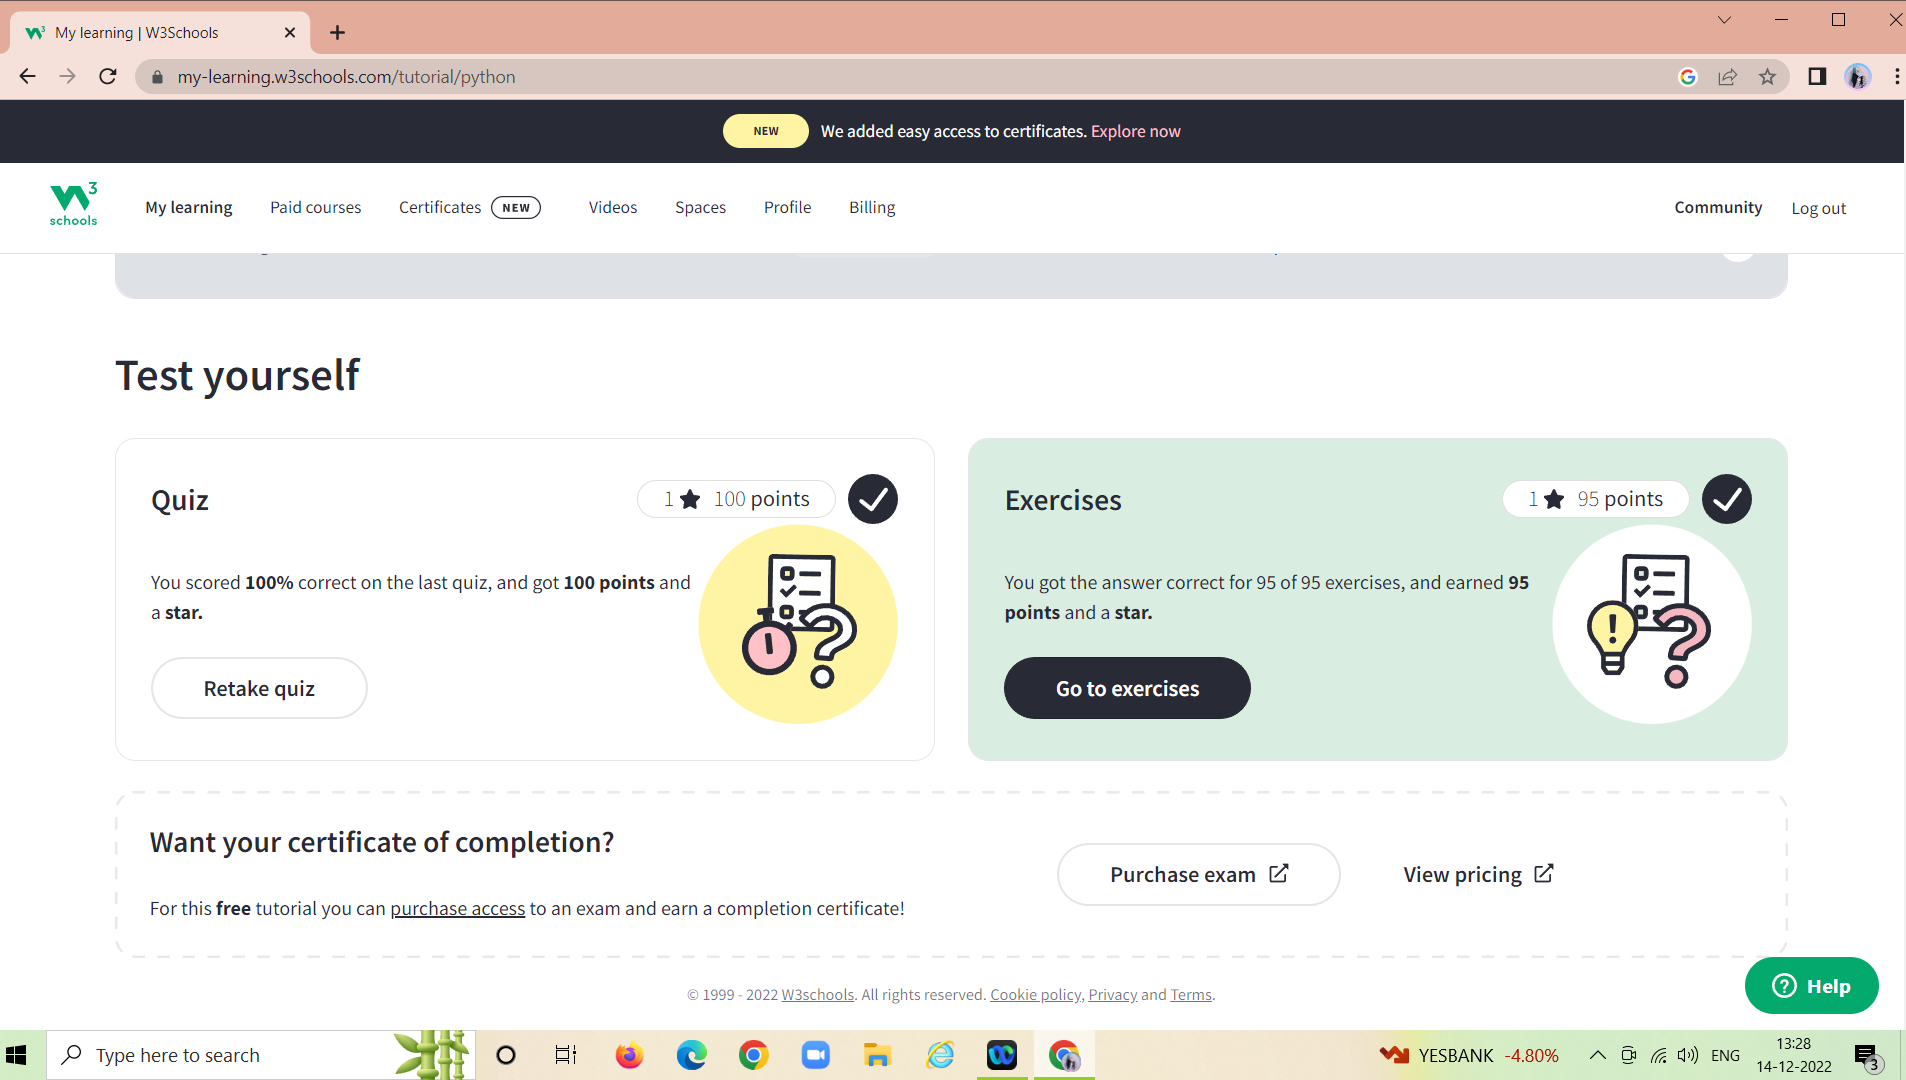 My learning | W3Schools
my-learning.w3schools.com/tutorial/python
NEW We added easy access to certificates. Explore now
W3 schools
My learning Paid courses Certificates NEW Videos Spaces Profile Billing Community Log out
Test yourself
Quiz 1 ★ 100 points
You scored 100% correct on the last quiz, and got 100 points and
a star.
Retake quiz
Exercises 1 ★ 95 points
You got the answer correct for 95 of 95 exercises, and earned 95
points and a star.
Go to exercises
Want your certificate of completion?
For this free tutorial you can purchase access to an exam and earn a completion certificate!
Purchase exam
View pricing
© 1999 - 2022 W3schools. All rights reserved. Cookie policy, Privacy and Terms.
Help
Type here to search
YESBANK -4.80%
ENG
13:28
14-12-2022
3